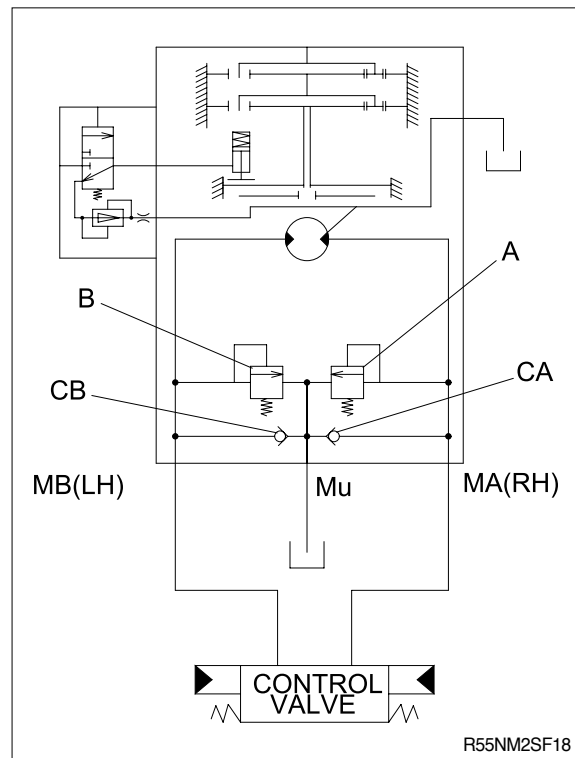 A
B
CA
CB
MB(LH)
Mu
MA(RH)
CONTROL
VALVE
R55NM2SF18